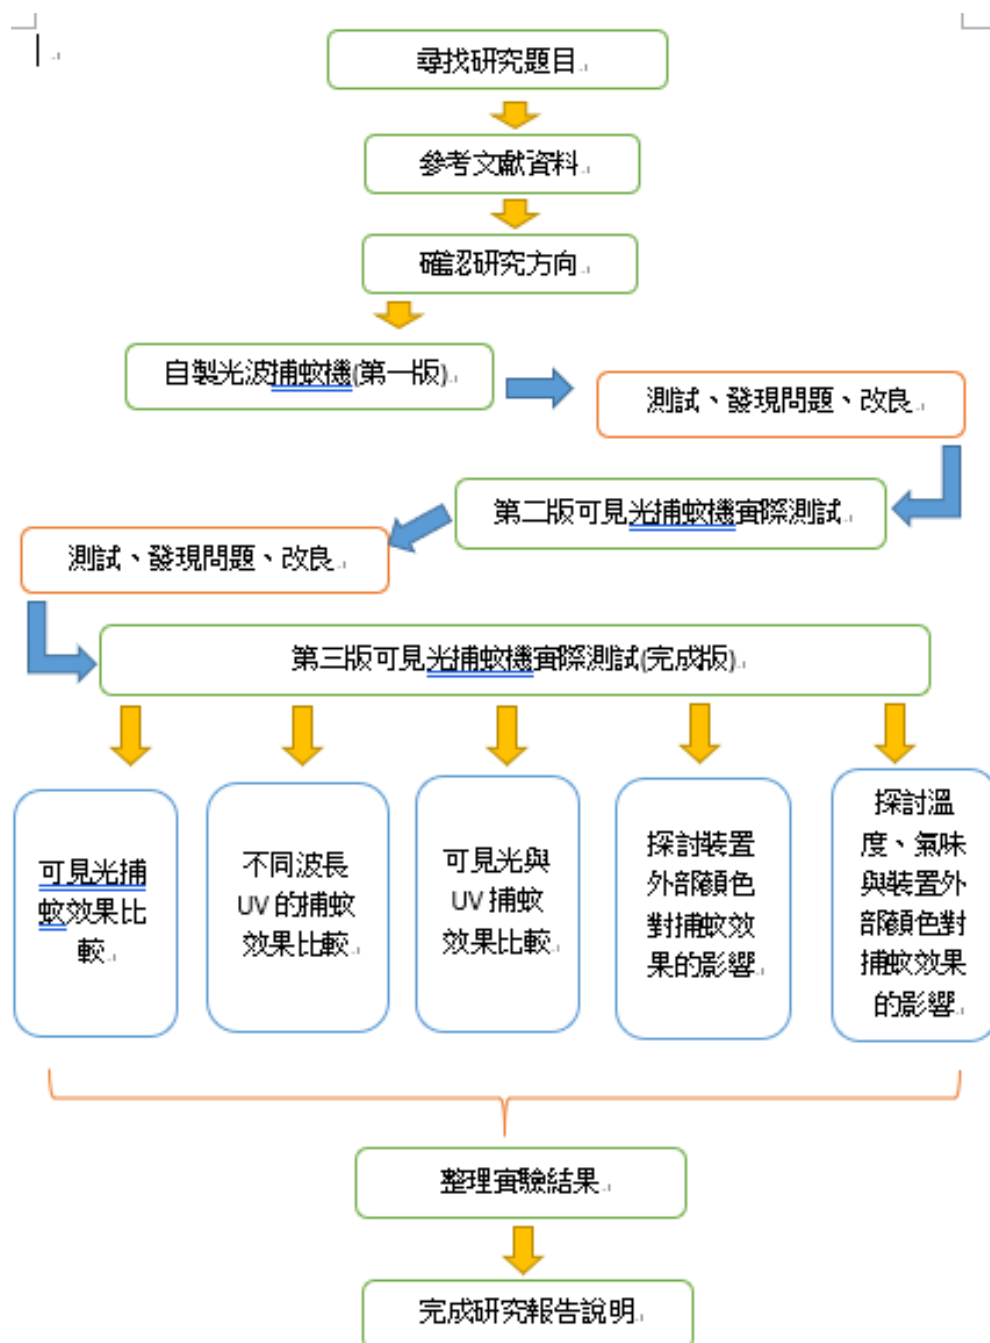 尋找研究題目
參考文獻資料
確認研究方向
自製光波捕蚊機(第一版)
測試、發現問題、改良
第二版可見光捕蚊機實際測試
測試、發現問題、改良
第三版可見光捕蚊機實際測試(完成版)
可見光捕
蚊效果比
較
不同波長
UV 的捕蚊
效果比較
可見光與
UV 捕蚊
效果比較
探討裝置
外部顏色
對捕蚊效
果的影響
探討溫
度、氣味
與裝置外
部顏色對
捕蚊效果
的影響
整理實驗結果
完成研究報告說明